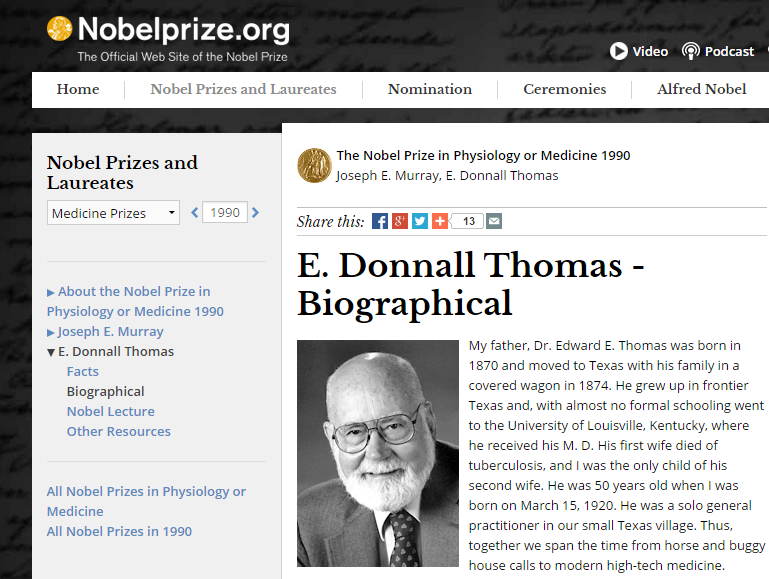 Nobelprize.org
The Official Web Site of the Nobel Prize
Video
Podcast
Home
Nobel Prizes and Laureates
Nomination
Ceremonies
Alfred Nobel
Nobel Prizes and
Laureates
Medicine Prizes
1990
About the Nobel Prize in
Physiology or Medicine 1990
Joseph E. Murray
E. Donnall Thomas
Facts
Biographical
Nobel Lecture
Other Resources
All Nobel Prizes in Physiology or
Medicine
All Nobel Prizes in 1990
The Nobel Prize in Physiology or Medicine 1990
Joseph E. Murray, E. Donnall Thomas
Share this:
13
E. Donnall Thomas -
Biographical
My father, Dr. Edward E. Thomas was born in
1870 and moved to Texas with his family in a
covered wagon in 1874. He grew up in frontier
Texas and, with almost no formal schooling went
to the University of Louisville, Kentucky, where
he received his M. D. His first wife died of
tuberculosis, and I was the only child of his
second wife. He was 50 years old when I was
born on March 15, 1920. He was a solo general
practitioner in our small Texas village. Thus,
together we span the time from horse and buggy
house calls to modern high-tech medicine.